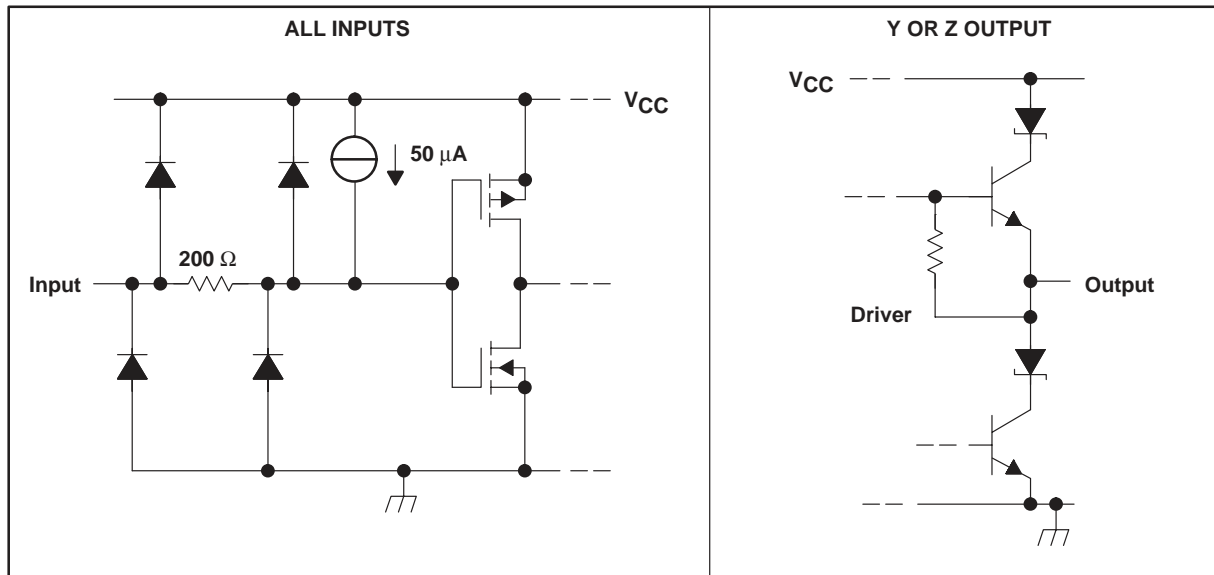 ALL INPUTS
VCC
50 μA
200 Ω
Input
Y OR Z OUTPUT
VCC
Output
Driver